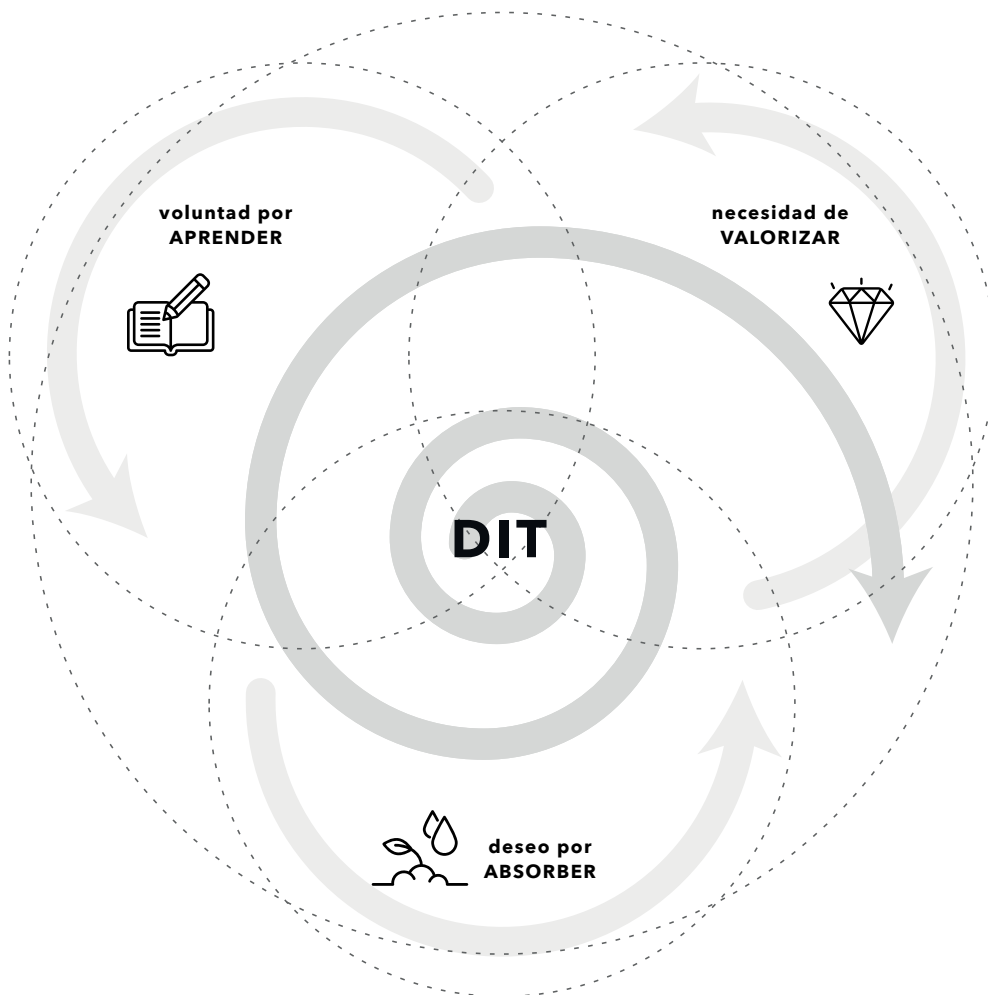 voluntad por
APRENDER
necesidad de
VALORIZAR
DIT
deseo por
ABSORBER